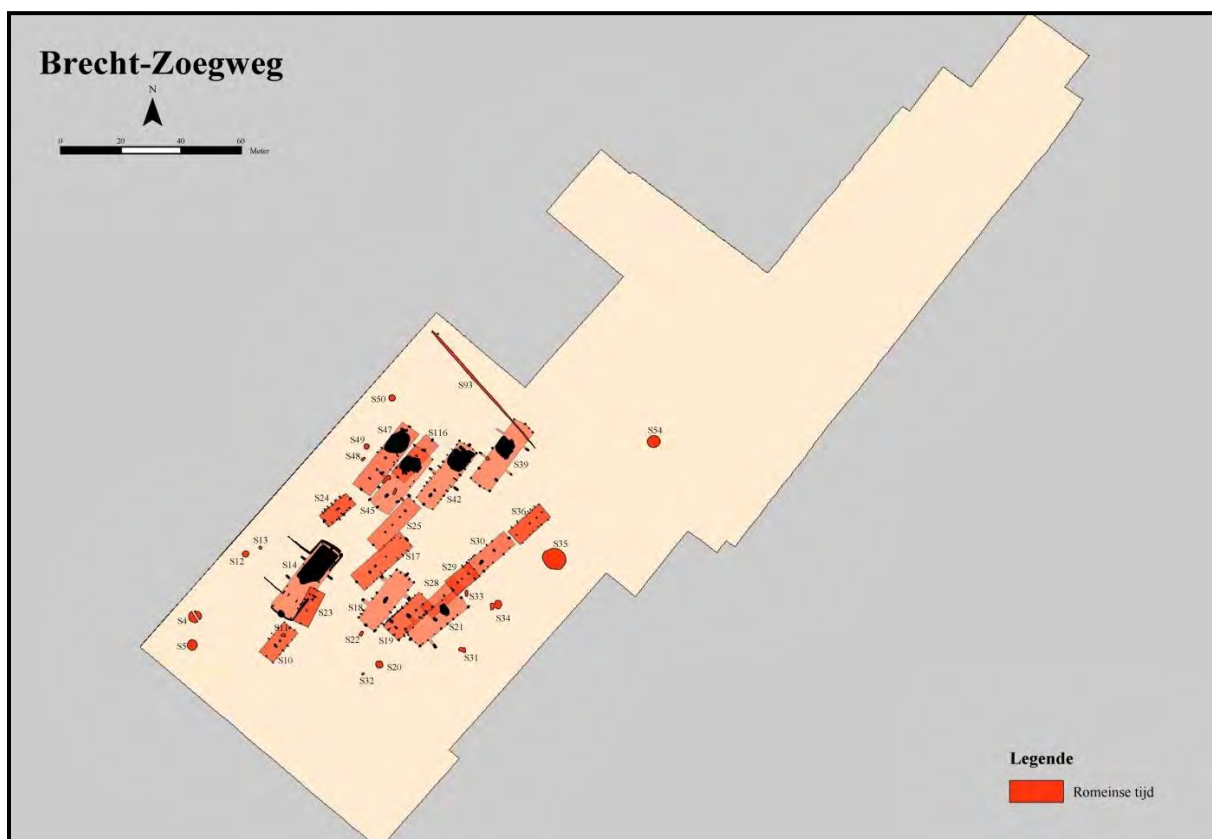 Brecht-Zoegweg
N
0 20 40 60
Meter
S93
S50
S47
S116
S49
S48
S54
S39
S42
S45
S24
S25
S36
S13
S12
S14
S17
S30
S35
S29
S28
S33
S18
S23
S34
S4
S11
S22
S19
S21
S5
S10
S31
S20
S32
Legende
Romeinse tijd